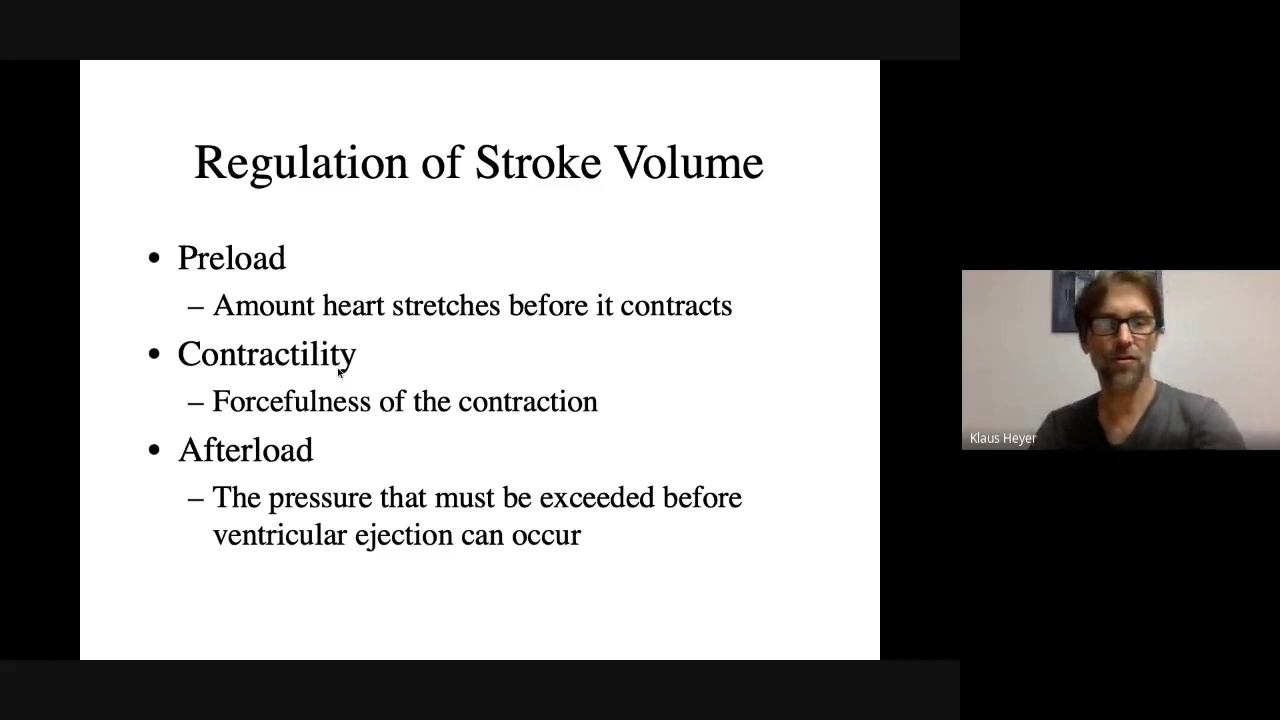 Regulation of Stroke Volume
• Preload
– Amount heart stretches before it contracts
• Contractility
– Forcefulness of the contraction
• Afterload
– The pressure that must be exceeded before
ventricular ejection can occur
Klaus Heyer